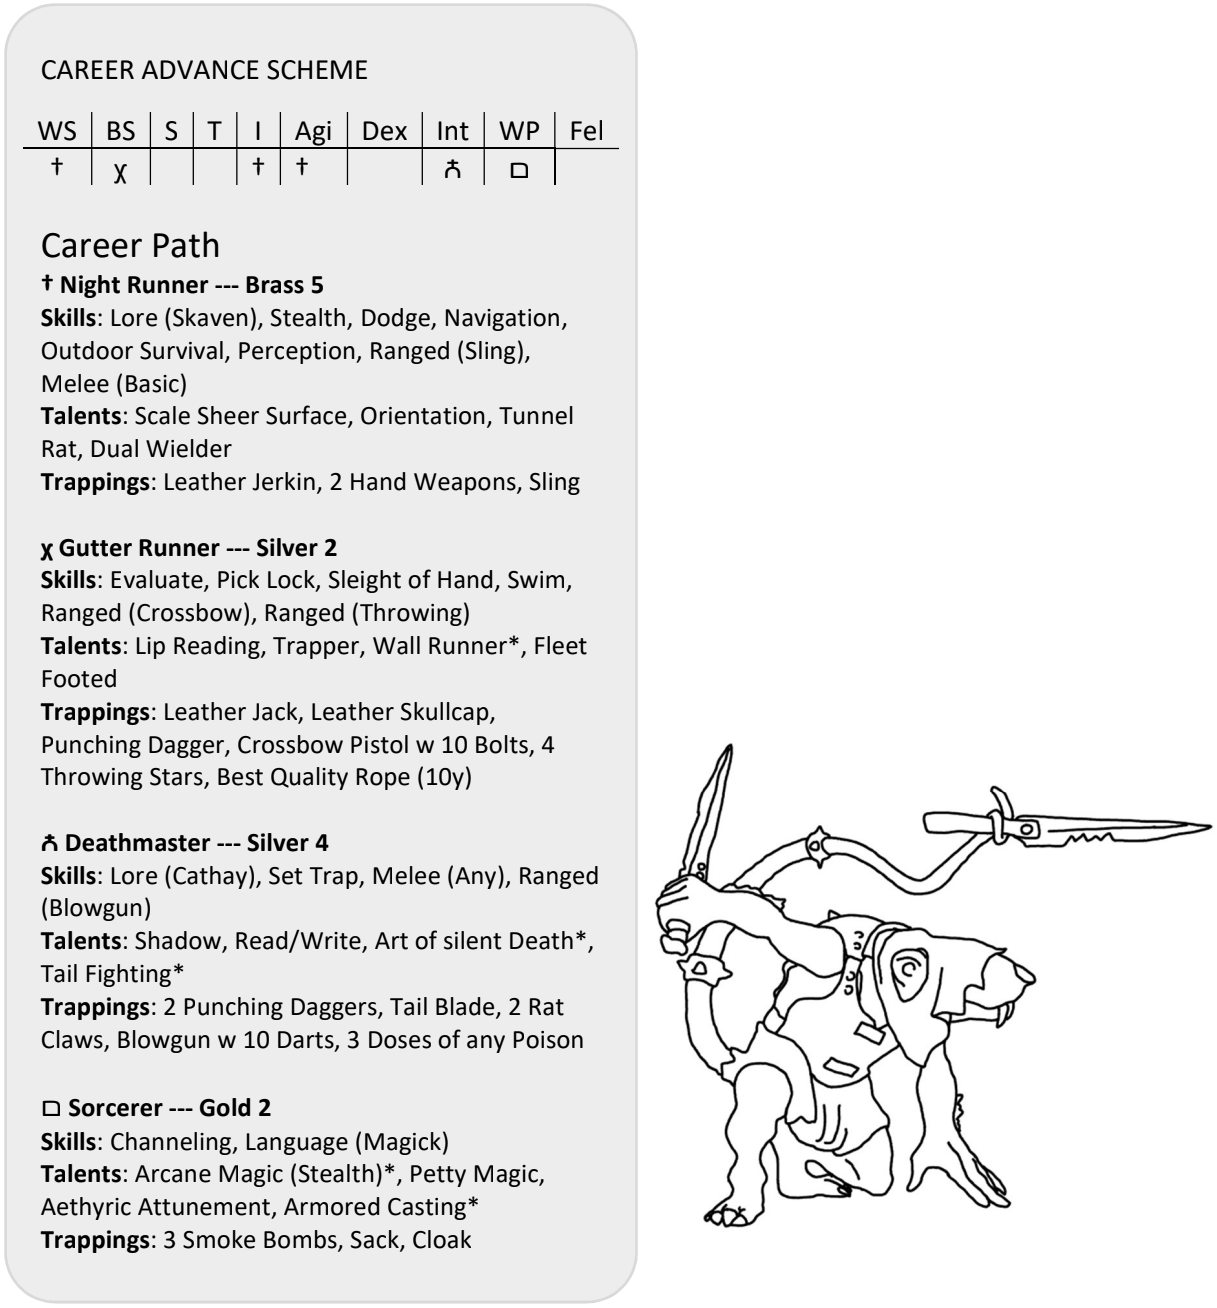 CAREER ADVANCE SCHEME
WS BS S T I Agi Dex Int WP Fel
† χ † † ㅊ ㅁ
Career Path
† Night Runner --- Brass 5
Skills: Lore (Skaven), Stealth, Dodge, Navigation,
Outdoor Survival, Perception, Ranged (Sling),
Melee (Basic)
Talents: Scale Sheer Surface, Orientation, Tunnel
Rat, Dual Wielder
Trappings: Leather Jerkin, 2 Hand Weapons, Sling
χ Gutter Runner --- Silver 2
Skills: Evaluate, Pick Lock, Sleight of Hand, Swim,
Ranged (Crossbow), Ranged (Throwing)
Talents: Lip Reading, Trapper, Wall Runner*, Fleet
Footed
Trappings: Leather Jack, Leather Skullcap,
Punching Dagger, Crossbow Pistol w 10 Bolts, 4
Throwing Stars, Best Quality Rope (10y)
ㅊ Deathmaster --- Silver 4
Skills: Lore (Cathay), Set Trap, Melee (Any), Ranged
(Blowgun)
Talents: Shadow, Read/Write, Art of silent Death*,
Tail Fighting*
Trappings: 2 Punching Daggers, Tail Blade, 2 Rat
Claws, Blowgun w 10 Darts, 3 Doses of any Poison
ㅁ Sorcerer --- Gold 2
Skills: Channeling, Language (Magick)
Talents: Arcane Magic (Stealth)*, Petty Magic,
Aethyric Attunement, Armored Casting*
Trappings: 3 Smoke Bombs, Sack, Cloak